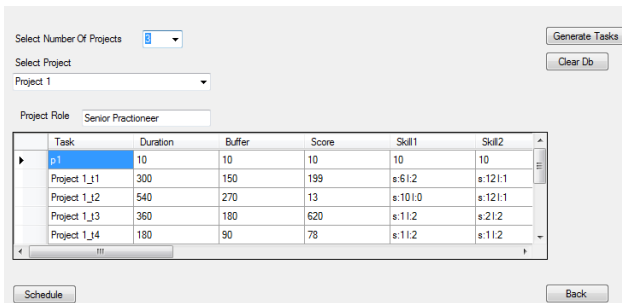 Select Number Of Projects 3 Generate Tasks
Select Project Clear Db
Project 1
Project Role Senior Practioneer
Task Duration Buffer Score Skill1 Skill2
p1 10 10 10 10 10
Project 1_t1 300 150 199 s:6 l:2 s:12 l:1
Project 1_t2 540 270 13 s:10 l:0 s:12 l:1
Project 1_t3 360 180 620 s:1 l:2 s:2 l:2
Project 1_t4 180 90 78 s:1 l:2 s:1 l:2
Schedule Back